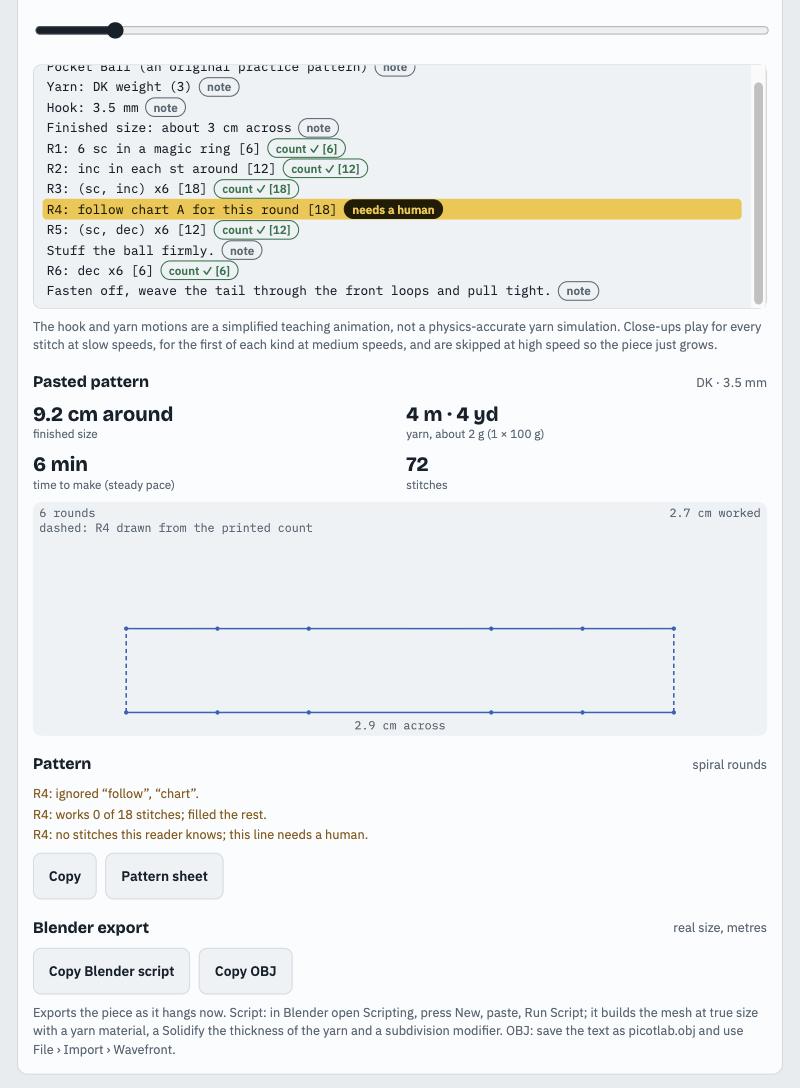 Pocket Ball (an original practice pattern) note
Yarn: DK weight (3) note
Hook: 3.5 mm note
Finished size: about 3 cm across note
R1: 6 sc in a magic ring [6] count ✓ [6]
R2: inc in each st around [12] count ✓ [12]
R3: (sc, inc) x6 [18] count ✓ [18]
R4: follow chart A for this round [18] needs a human
R5: (sc, dec) x6 [12] count ✓ [12]
Stuff the ball firmly. note
R6: dec x6 [6] count ✓ [6]
Fasten off, weave the tail through the front loops and pull tight. note
The hook and yarn motions are a simplified teaching animation, not a physics-accurate yarn simulation. Close-ups play for every
stitch at slow speeds, for the first of each kind at medium speeds, and are skipped at high speed so the piece just grows.
Pasted pattern DK · 3.5 mm
9.2 cm around 4 m · 4 yd
finished size yarn, about 2 g (1 × 100 g)
6 min 72
time to make (steady pace) stitches
6 rounds 2.7 cm worked
dashed: R4 drawn from the printed count
2.9 cm across
Pattern spiral rounds
R4: ignored “follow”, “chart”.
R4: works 0 of 18 stitches; filled the rest.
R4: no stitches this reader knows; this line needs a human.
Copy Pattern sheet
Blender export real size, metres
Copy Blender script Copy OBJ
Exports the piece as it hangs now. Script: in Blender open Scripting, press New, paste, Run Script; it builds the mesh at true size
with a yarn material, a Solidify the thickness of the yarn and a subdivision modifier. OBJ: save the text as picotlab.obj and use
File › Import › Wavefront.